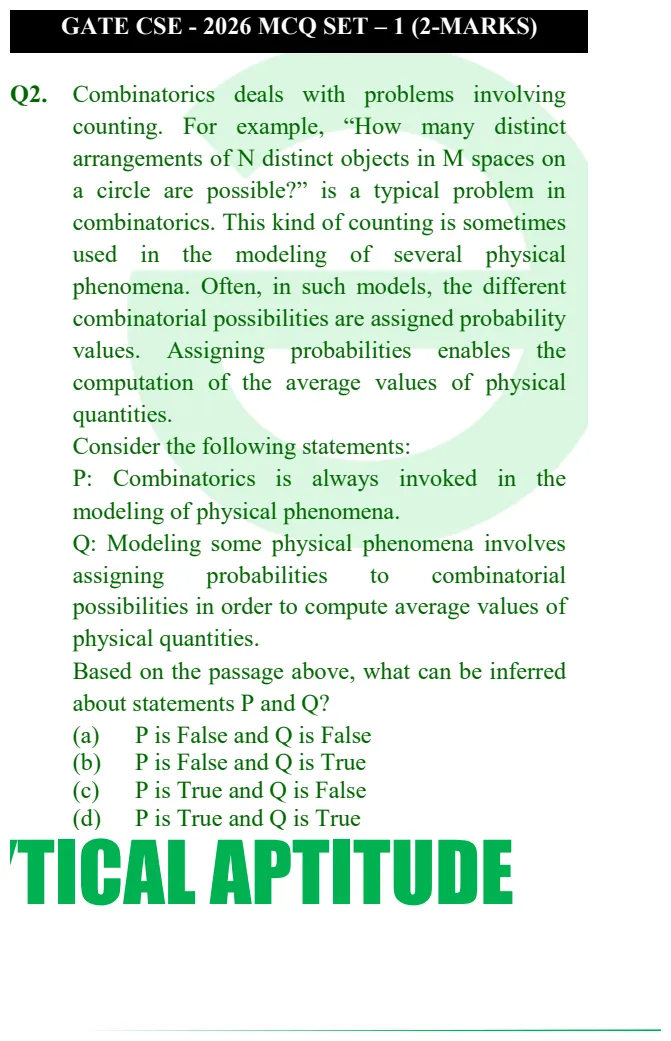 GATE CSE - 2026 MCQ SET – 1 (2-MARKS)
Q2. Combinatorics deals with problems involving
counting. For example, “How many distinct
arrangements of N distinct objects in M spaces on
a circle are possible?” is a typical problem in
combinatorics. This kind of counting is sometimes
used in the modeling of several physical
phenomena. Often, in such models, the different
combinatorial possibilities are assigned probability
values. Assigning probabilities enables the
computation of the average values of physical
quantities.
Consider the following statements:
P: Combinatorics is always invoked in the
modeling of physical phenomena.
Q: Modeling some physical phenomena involves
assigning probabilities to combinatorial
possibilities in order to compute average values of
physical quantities.
Based on the passage above, what can be inferred
about statements P and Q?
(a) P is False and Q is False
(b) P is False and Q is True
(c) P is True and Q is False
(d) P is True and Q is True
YTICAL APTITUDE